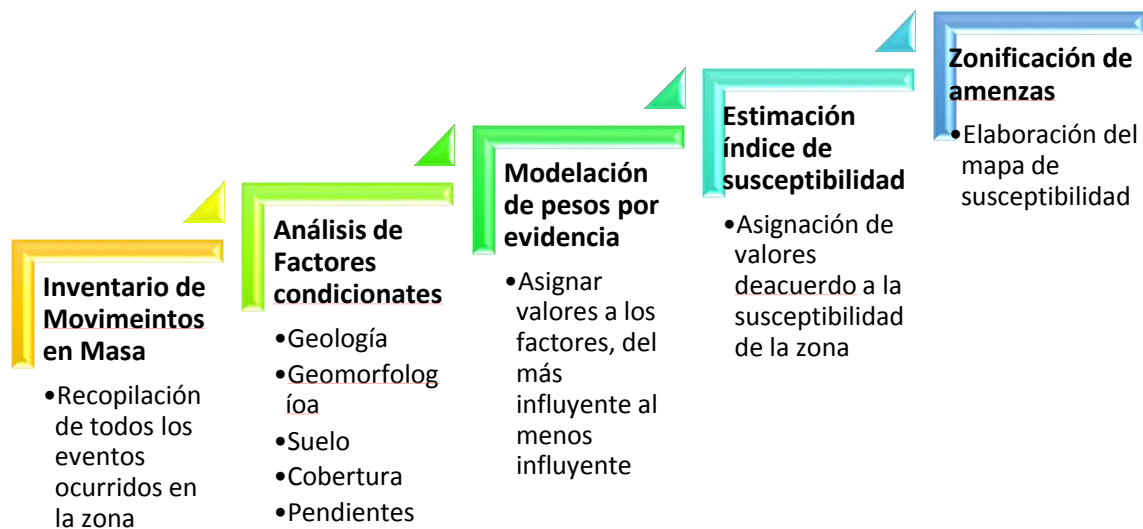 Inventario de
Movimeintos
en Masa
•Recopilación
de todos los
eventos
ocurridos en
la zona
Análisis de
Factores
condicionates
•Geología
•Geomorfolog
íoa
•Suelo
•Cobertura
•Pendientes
Modelación
de pesos por
evidencia
•Asignar
valores a los
factores, del
más
influyente al
menos
influyente
Estimación
índice de
susceptibilidad
•Asignación de
valores
deacuerdo a la
susceptibilidad
de la zona
Zonificación de
amenzas
•Elaboración del
mapa de
susceptibilidad